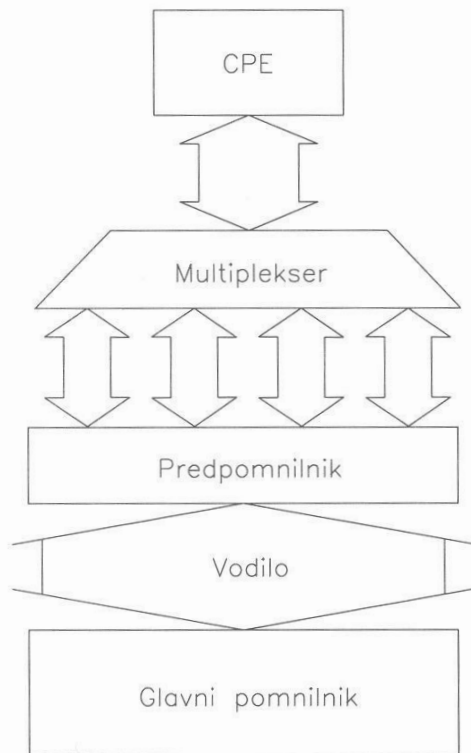 CPE
Multiplekser
Predpomnilnik
Vodilo
Glavni pomnilnik